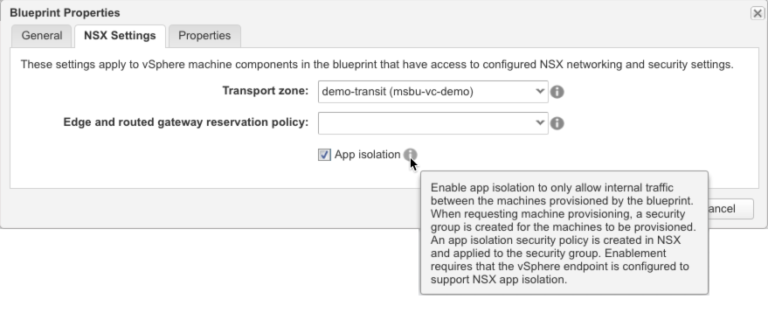 Blueprint Properties
General
NSX Settings
Properties
These settings apply to vSphere machine components in the blueprint that have access to configured NSX networking and security settings.
Transport zone:
demo-transit (msbu-vc-demo)
Edge and routed gateway reservation policy:
App isolation
Enable app isolation to only allow internal traffic
between the machines provisioned by the blueprint.
When requesting machine provisioning, a security
group is created for the machines to be provisioned.
An app isolation security policy is created in NSX
and applied to the security group. Enablement
requires that the vSphere endpoint is configured to
support NSX app isolation.
ancel